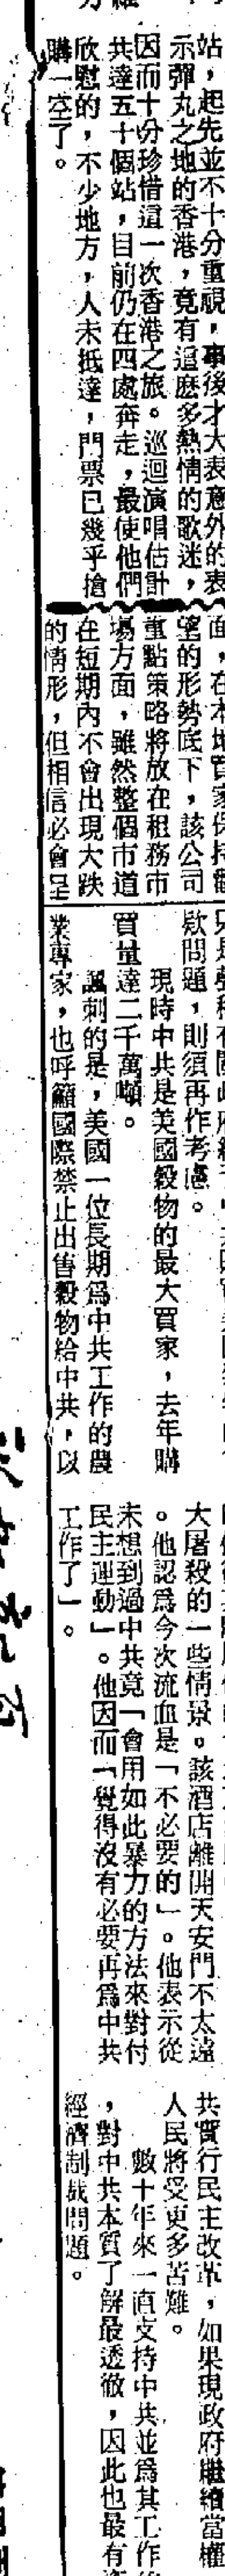 站，起先並不十分重視，事後才大表意外的表
示彈丸之地的香港，竟有這麽多熱情的歌迷，
因而十分珍惜這一次香港之旅。巡迴演唱估計
共達五十個站，目前仍在四處奔走，最使他們
欣慰的，不少地方，人未抵達，門票已幾乎搶
購一空了。
面，在本地買家保持觀
望的形勢底下，該公司
重點策略將放在租務市
場方面，雖然整個市道
在短期內不會出現大跌
的情形，但相信必會呈
欵問題，則須再作考慮。
現時中共是美國穀物的最大買家，去年購
買量達二千萬噸。
諷刺的是，美國一位長期爲中共工作的農
業專家，也呼籲國際禁止出售穀物給中共，以
大屠殺的一些情景。該酒店離開天安門不太遠
。他認爲今次流血是「不必要的」。他表示從
未想到過中共竟「會用如此暴力的方法來對付
民主運動」。他因而「覺得沒有必要再爲中共
工作了」。
共實行民主改革，如果現政府繼續當權
人民將受更多苦難。
數十年來一直支持中共並爲其工作
，對中共本質了解最透徹，因此也最有
經濟制裁問題。